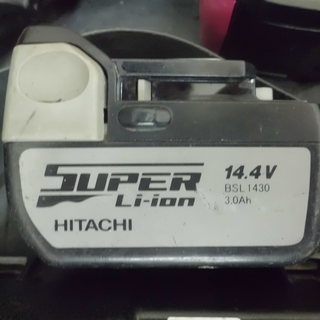 SUPER
Li-ion
HITACHI
14.4V
BSL1430
3.0Ah